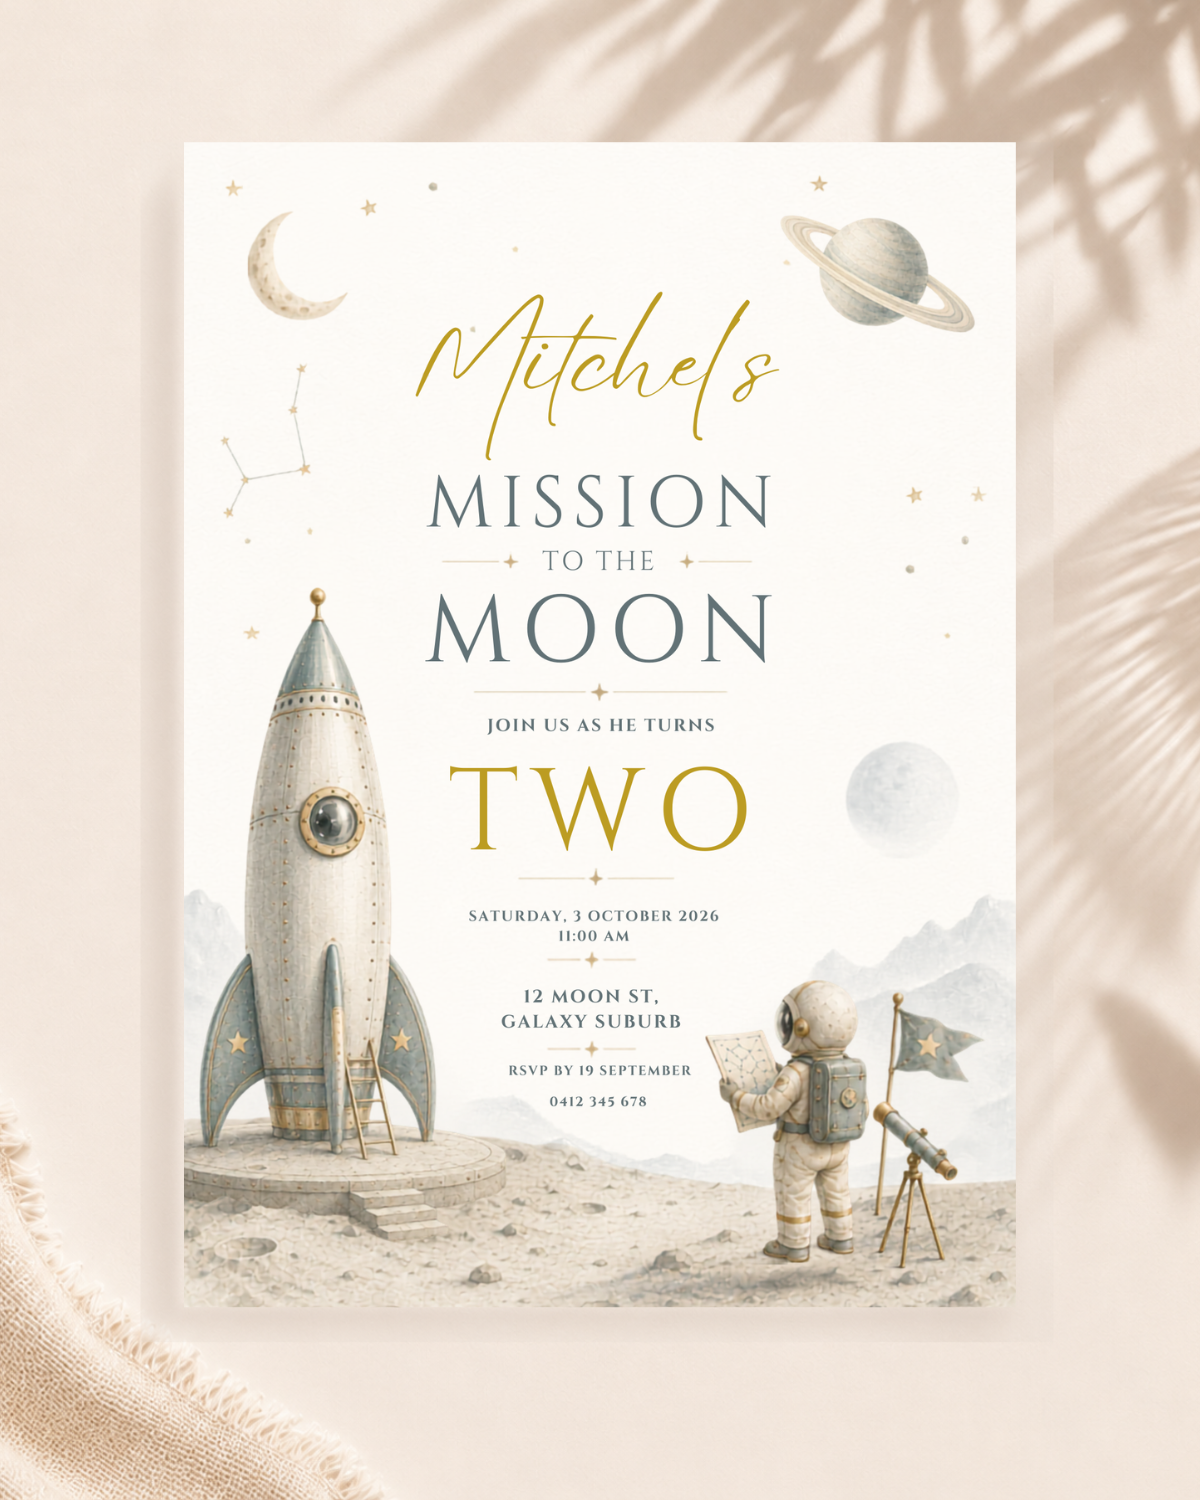 Mitchel's
MISSION
TO THE
MOON
JOIN US AS HE TURNS
TWO
SATURDAY, 3 OCTOBER 2026
11:00 AM
12 MOON ST,
GALAXY SUBURB
RSVP BY 19 SEPTEMBER
0412 345 678